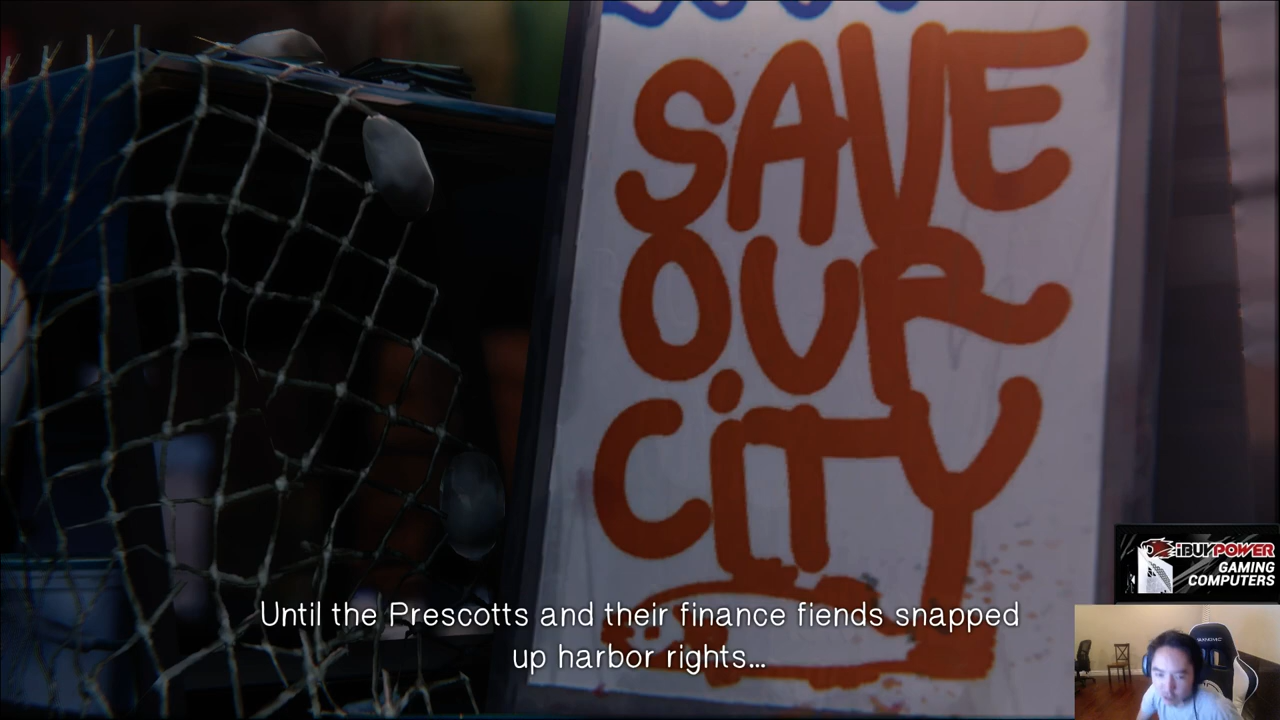 SAVE
OUR
CiTY
Until the Prescotts and their finance fiends snapped
up harbor rights...
iBUYPOWER
GAMING
COMPUTERS